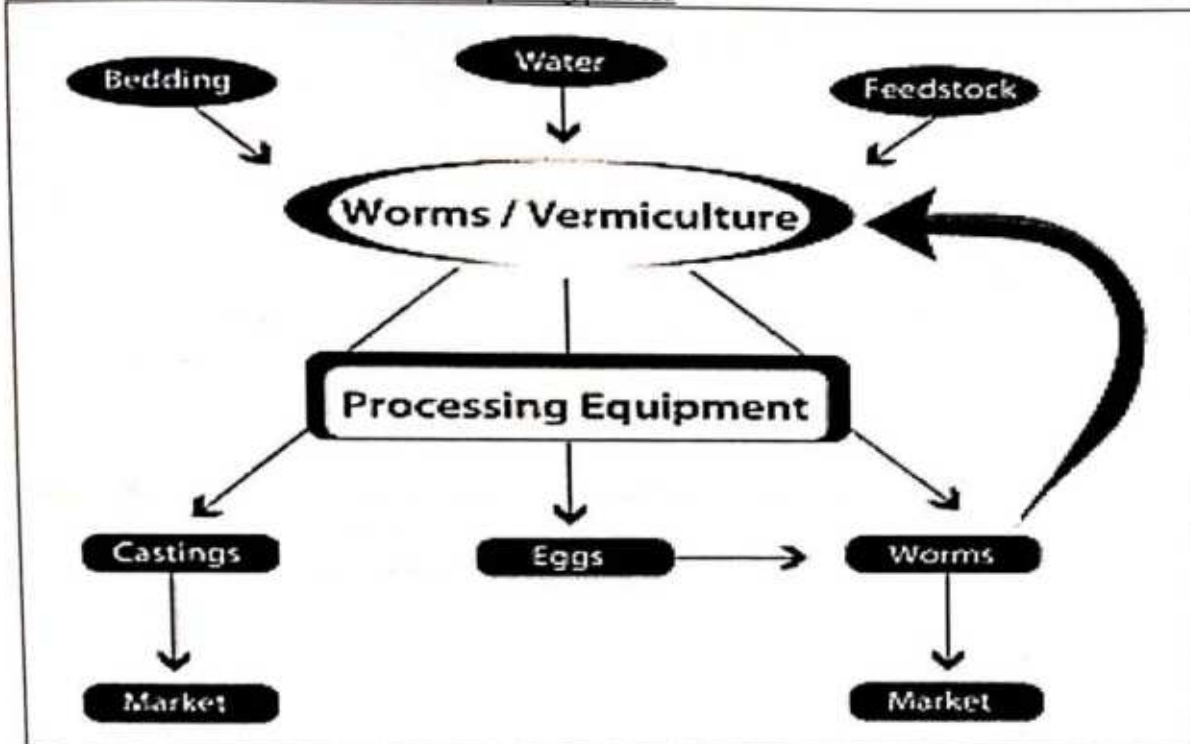 Bedding
Water
Feedstock
Worms / Vermiculture
Processing Equipment
Castings
Eggs
Worms
Market
Market